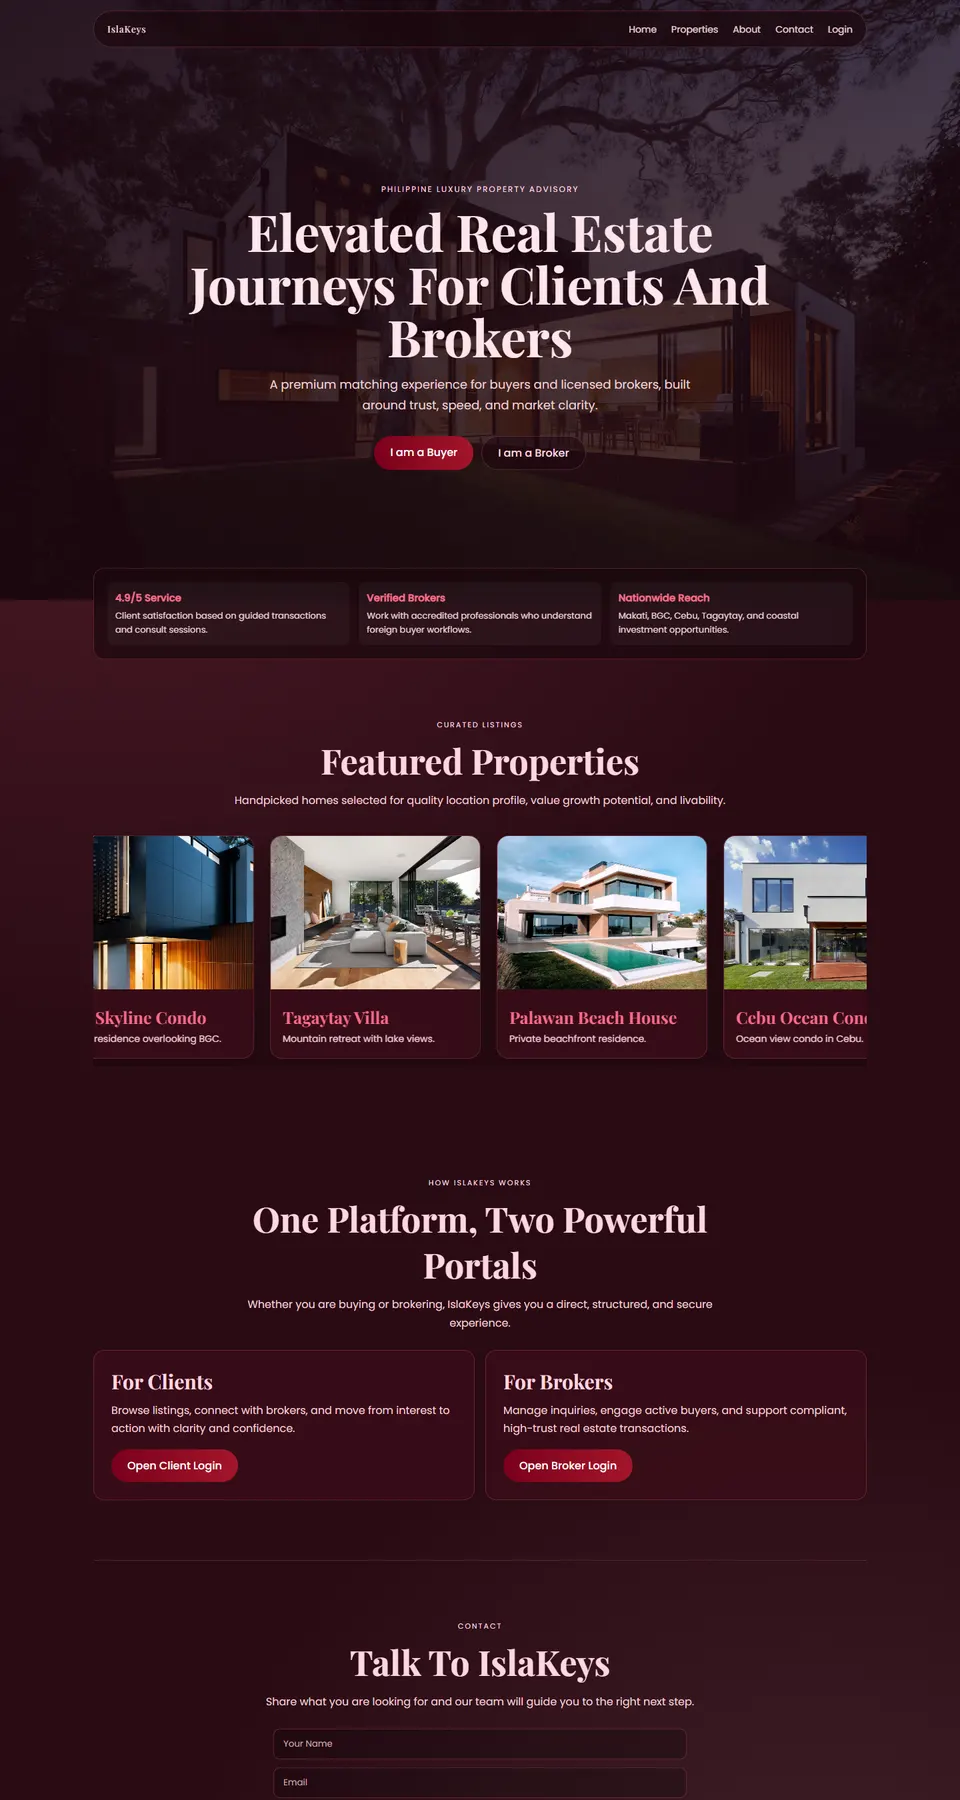 IslaKeys
Home Properties About Contact Login
PHILIPPINE LUXURY PROPERTY ADVISORY
Elevated Real Estate
Journeys For Clients And
Brokers
A premium matching experience for buyers and licensed brokers, built
around trust, speed, and market clarity.
I am a Buyer I am a Broker
4.9/5 Service
Client satisfaction based on guided transactions
and consult sessions.
Verified Brokers
Work with accredited professionals who understand
foreign buyer workflows.
Nationwide Reach
Makati, BGC, Cebu, Tagaytay, and coastal
investment opportunities.
CURATED LISTINGS
Featured Properties
Handpicked homes selected for quality location profile, value growth potential, and livability.
Skyline Condo
residence overlooking BGC.
Tagaytay Villa
Mountain retreat with lake views.
Palawan Beach House
Private beachfront residence.
Cebu Ocean
Ocean view condo in Cebu.
HOW ISLAKEYS WORKS
One Platform, Two Powerful
Portals
Whether you are buying or brokering, IslaKeys gives you a direct, structured, and secure
experience.
For Clients
Browse listings, connect with brokers, and move from interest to
action with clarity and confidence.
Open Client Login
For Brokers
Manage inquiries, engage active buyers, and support compliant,
high-trust real estate transactions.
Open Broker Login
CONTACT
Talk To IslaKeys
Share what you are looking for and our team will guide you to the right next step.
Your Name
Email